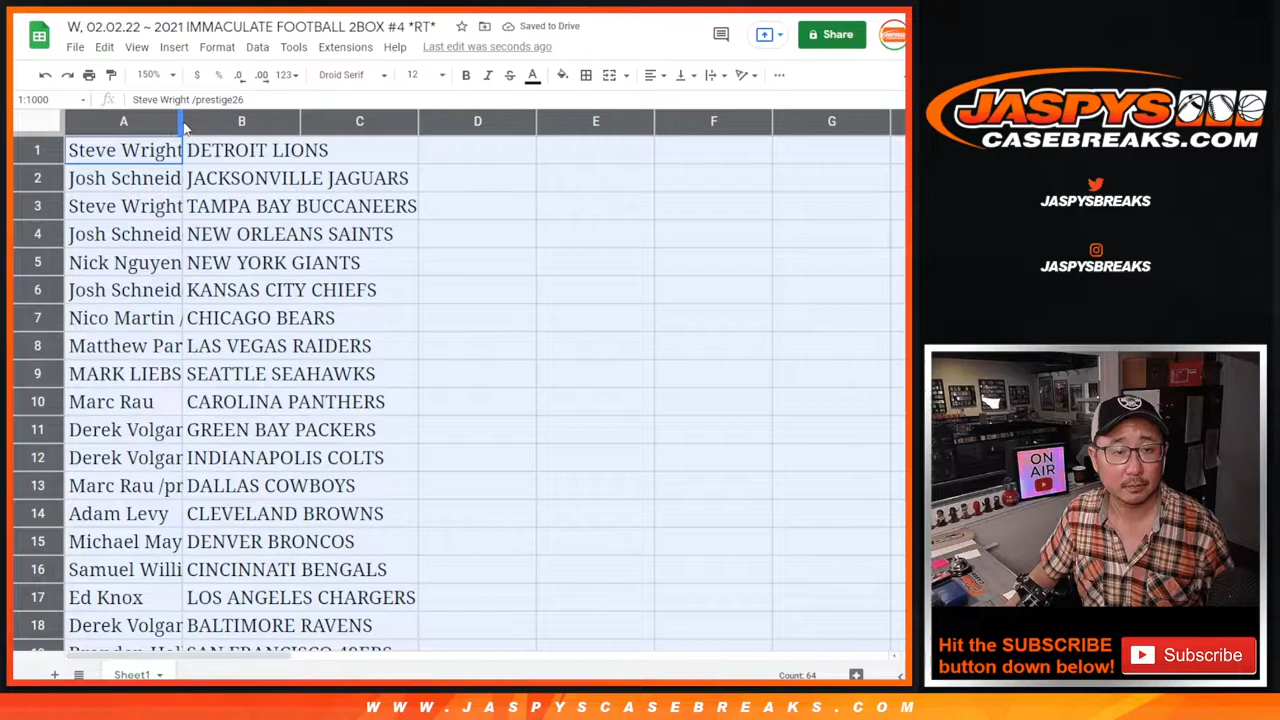 W, 02.02.22 ~ 2021 IMMACULATE FOOTBALL 2BOX #4 *RT*
Saved to Drive
File Edit View Insert Format Data Tools Extensions Help Last edit was seconds ago
Share
150% $ % .0 .00 123 Droid Serif 12 B I S A
1:1000 fx Steve Wright /prestige26
A B C D E F G
1 Steve Wright DETROIT LIONS
2 Josh Schneid JACKSONVILLE JAGUARS
3 Steve Wright TAMPA BAY BUCCANEERS
4 Josh Schneid NEW ORLEANS SAINTS
5 Nick Nguyen NEW YORK GIANTS
6 Josh Schneid KANSAS CITY CHIEFS
7 Nico Martin / CHICAGO BEARS
8 Matthew Par LAS VEGAS RAIDERS
9 MARK LIEBS SEATTLE SEAHAWKS
10 Marc Rau CAROLINA PANTHERS
11 Derek Volgar GREEN BAY PACKERS
12 Derek Volgar INDIANAPOLIS COLTS
13 Marc Rau /pr DALLAS COWBOYS
14 Adam Levy CLEVELAND BROWNS
15 Michael May DENVER BRONCOS
16 Samuel Willi CINCINNATI BENGALS
17 Ed Knox LOS ANGELES CHARGERS
18 Derek Volgar BALTIMORE RAVENS
SAN FRANCISCO 49ERS
Sheet1
Count: 64
JASPYS
CASEBREAKS.COM
JASPYSBREAKS
JASPYSBREAKS
ON
AIR
Hit the SUBSCRIBE
button down below!
Subscribe
WWW.JASPYSCASEBREAKS.COM